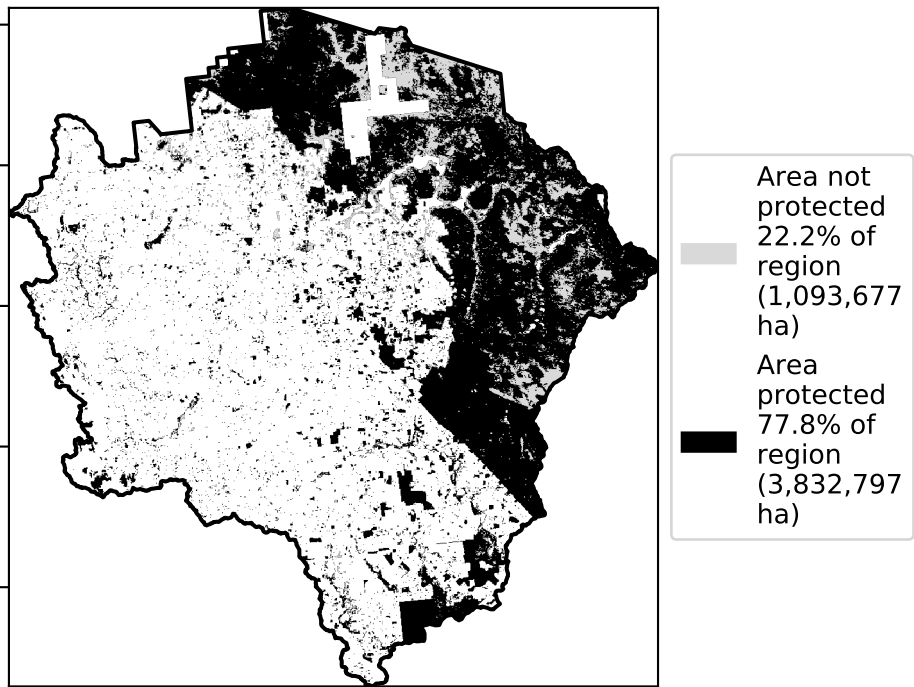 Area not
protected
22.2% of
region
(1,093,677
ha)
Area
protected
77.8% of
region
(3,832,797
ha)